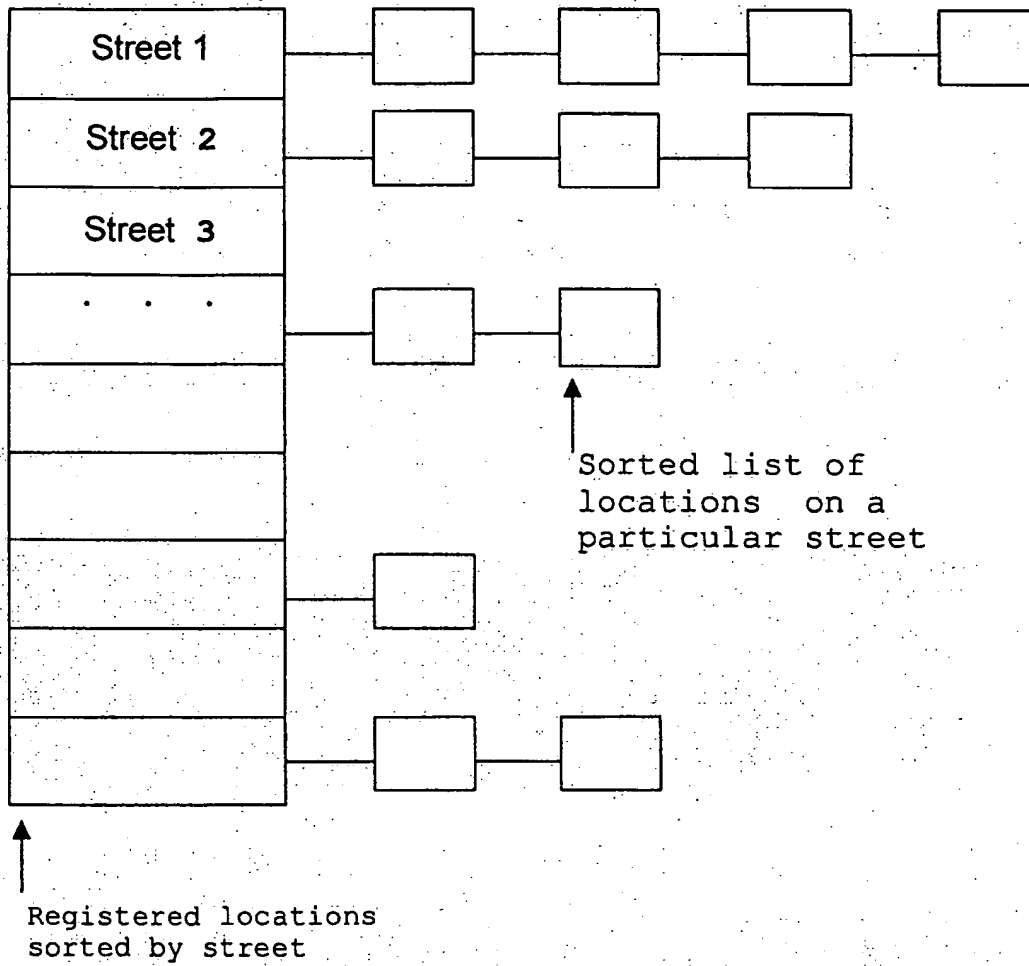 Street 1
Street 2
Street 3
. . .
Sorted list of
locations on a
particular street
Registered locations
sorted by street